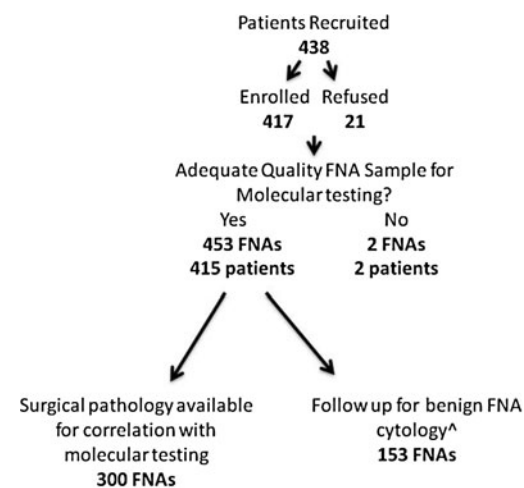 Patients Recruited
438
Enrolled Refused
417 21
Adequate Quality FNA Sample for
Molecular testing?
Yes No
453 FNAs 2 FNAs
415 patients 2 patients
Surgical pathology available
for correlation with
molecular testing
300 FNAs
Follow up for benign FNA
cytology^
153 FNAs